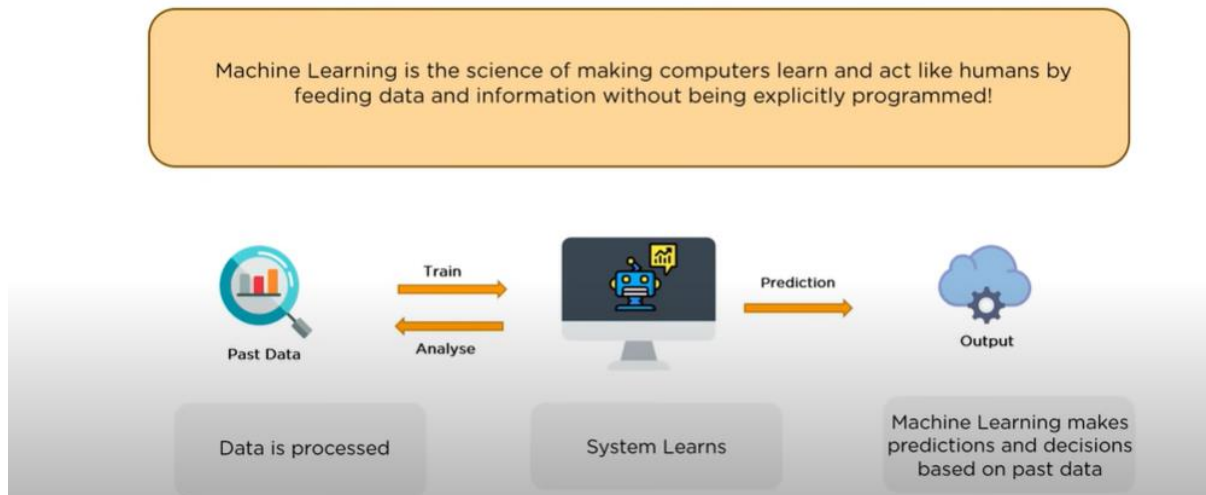 Machine Learning is the science of making computers learn and act like humans by
feeding data and information without being explicitly programmed!
Train
Prediction
Past Data
Analyse
Output
Data is processed
System Learns
Machine Learning makes
predictions and decisions
based on past data